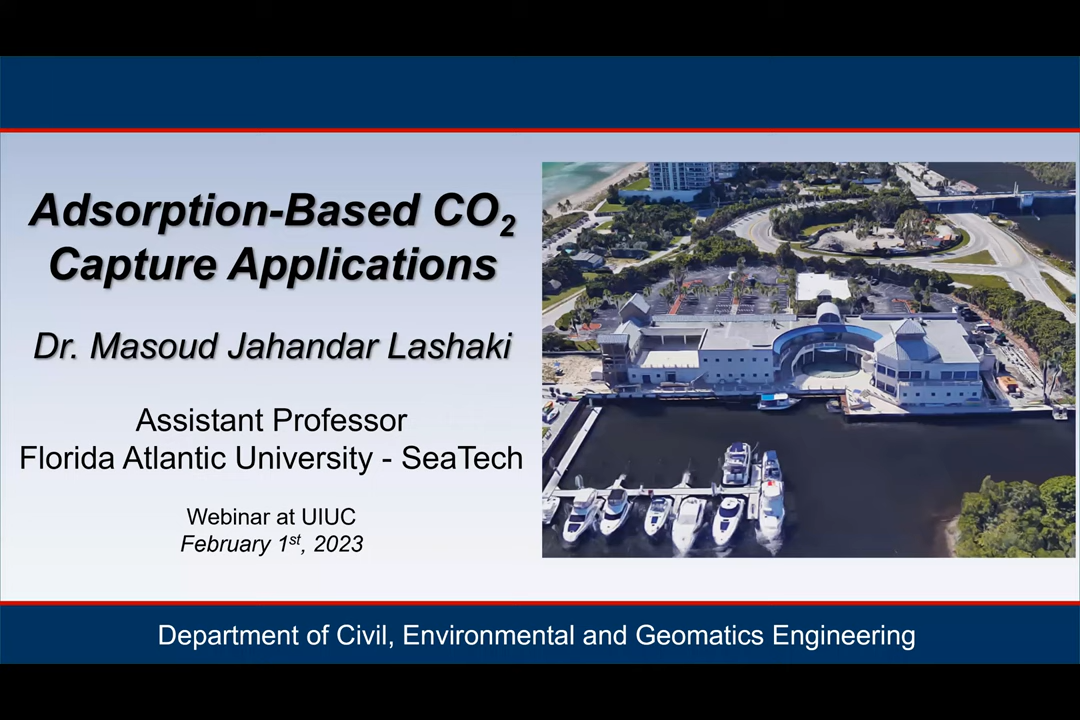 Adsorption-Based CO₂
Capture Applications
Dr. Masoud Jahandar Lashaki
Assistant Professor
Florida Atlantic University - SeaTech
Webinar at UIUC
February 1st, 2023
Department of Civil, Environmental and Geomatics Engineering